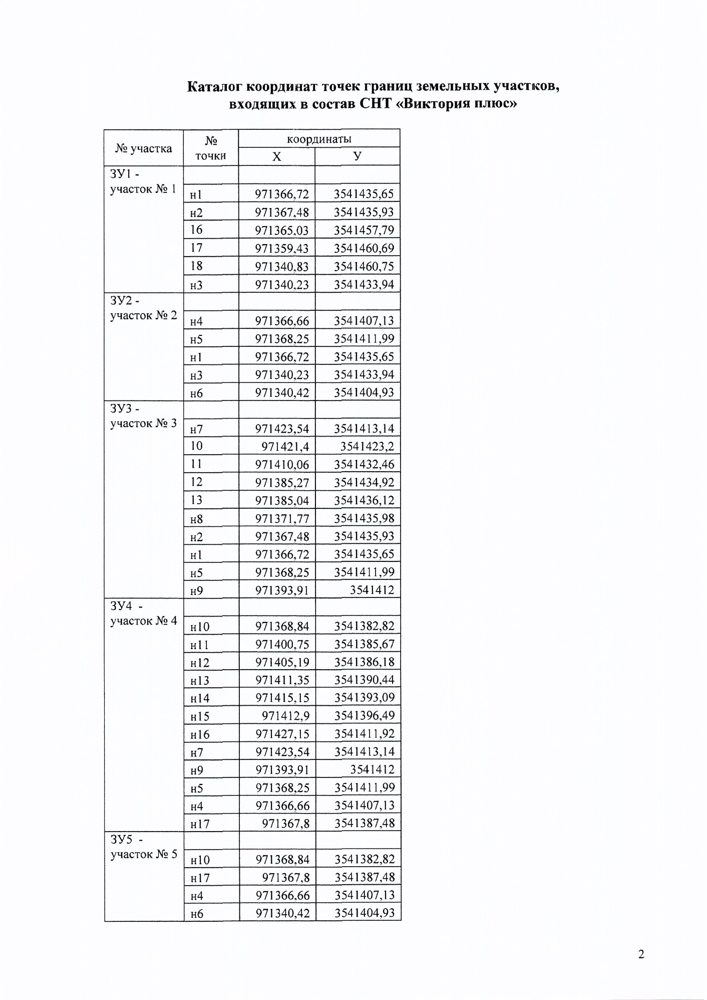 Каталог координат точек границ земельных участков,
входящих в состав СНТ «Виктория плюс»
№ участка № точки координаты
Х У
ЗУ1 -
участок № 1
н1 971366,72 3541435,65
н2 971367,48 3541435,93
16 971365,03 3541457,79
17 971359,43 3541460,69
18 971340,83 3541460,75
н3 971340,23 3541433,94
ЗУ2 -
участок № 2
н4 971366,66 3541407,13
н5 971368,25 3541411,99
н1 971366,72 3541435,65
н3 971340,23 3541433,94
н6 971340,42 3541404,93
ЗУ3 -
участок № 3
н7 971423,54 3541413,14
10 971421,4 3541423,2
11 971410,06 3541432,46
12 971385,27 3541434,92
13 971385,04 3541436,12
н8 971371,77 3541435,98
н2 971367,48 3541435,93
н1 971366,72 3541435,65
н5 971368,25 3541411,99
н9 971393,91 3541412
ЗУ4 -
участок № 4
н10 971368,84 3541382,82
н11 971400,75 3541385,67
н12 971405,19 3541386,18
н13 971411,35 3541390,44
н14 971415,15 3541393,09
н15 971412,9 3541396,49
н16 971427,15 3541411,92
н7 971423,54 3541413,14
н9 971393,91 3541412
н5 971368,25 3541411,99
н4 971366,66 3541407,13
н17 971367,8 3541387,48
ЗУ5 -
участок № 5
н10 971368,84 3541382,82
н17 971367,8 3541387,48
н4 971366,66 3541407,13
н6 971340,42 3541404,93
2